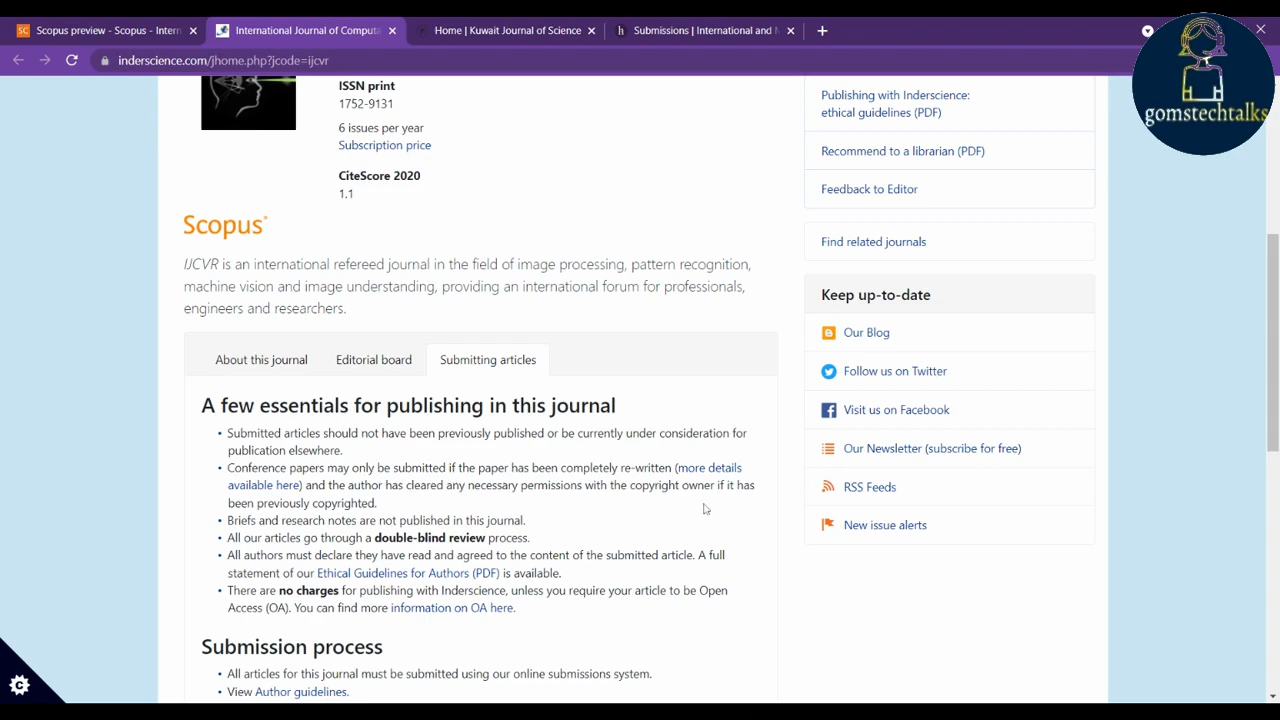 Scopus preview - Scopus - Intern
International Journal of Computa
Home | Kuwait Journal of Science
Submissions | International and M
inderscience.com/jhome.php?jcode=ijcvr
gomstechtalks
ISSN print
1752-9131
6 issues per year
Subscription price
CiteScore 2020
1.1
Scopus®
IJCVR is an international refereed journal in the field of image processing, pattern recognition,
machine vision and image understanding, providing an international forum for professionals,
engineers and researchers.
About this journal
Editorial board
Submitting articles
A few essentials for publishing in this journal
• Submitted articles should not have been previously published or be currently under consideration for
publication elsewhere.
• Conference papers may only be submitted if the paper has been completely re-written (more details
available here) and the author has cleared any necessary permissions with the copyright owner if it has
been previously copyrighted.
• Briefs and research notes are not published in this journal.
• All our articles go through a double-blind review process.
• All authors must declare they have read and agreed to the content of the submitted article. A full
statement of our Ethical Guidelines for Authors (PDF) is available.
• There are no charges for publishing with Inderscience, unless you require your article to be Open
Access (OA). You can find more information on OA here.
Submission process
• All articles for this journal must be submitted using our online submissions system.
• View Author guidelines.
Publishing with Inderscience:
ethical guidelines (PDF)
Recommend to a librarian (PDF)
Feedback to Editor
Find related journals
Keep up-to-date
Our Blog
Follow us on Twitter
Visit us on Facebook
Our Newsletter (subscribe for free)
RSS Feeds
New issue alerts